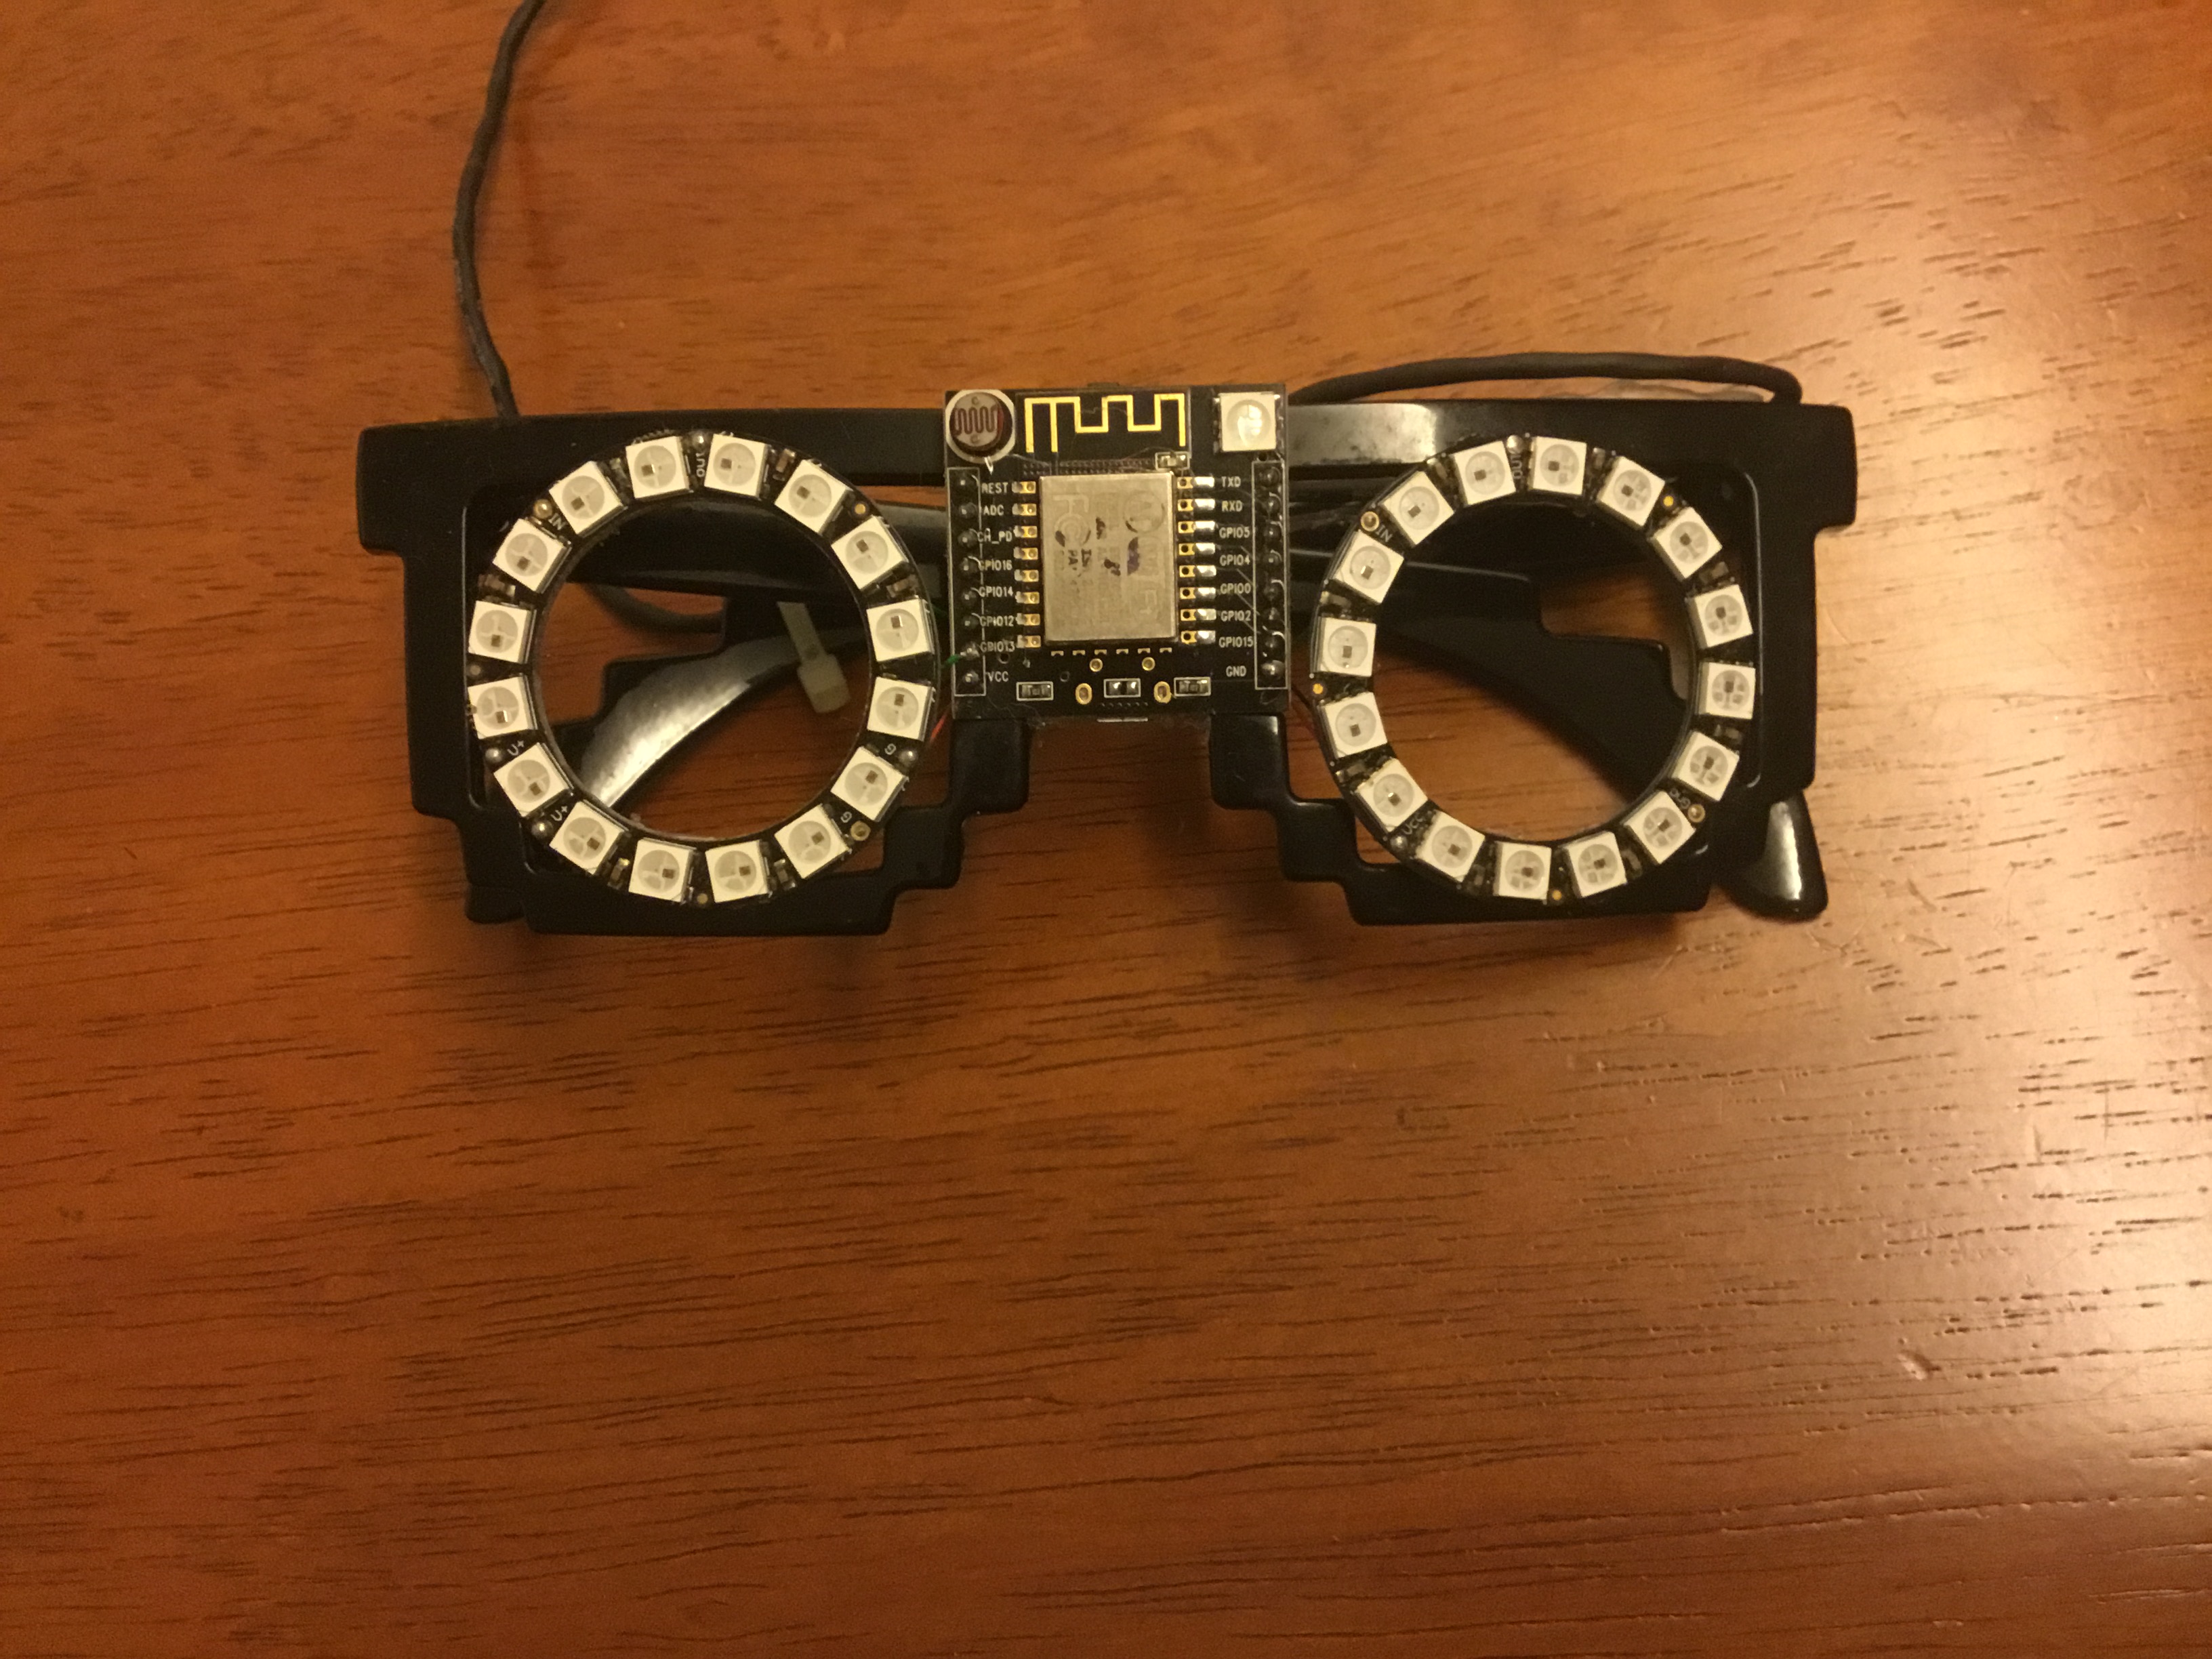 OUT
IN
V+
V+
G
G
REST
ADC
CH_PD
GPIO16
GPIO14
GPIO12
GPIO13
VCC
TXD
RXD
GPIO5
GPIO4
GPIO0
GPIO2
GPIO15
GND
OUT
IN
VCC